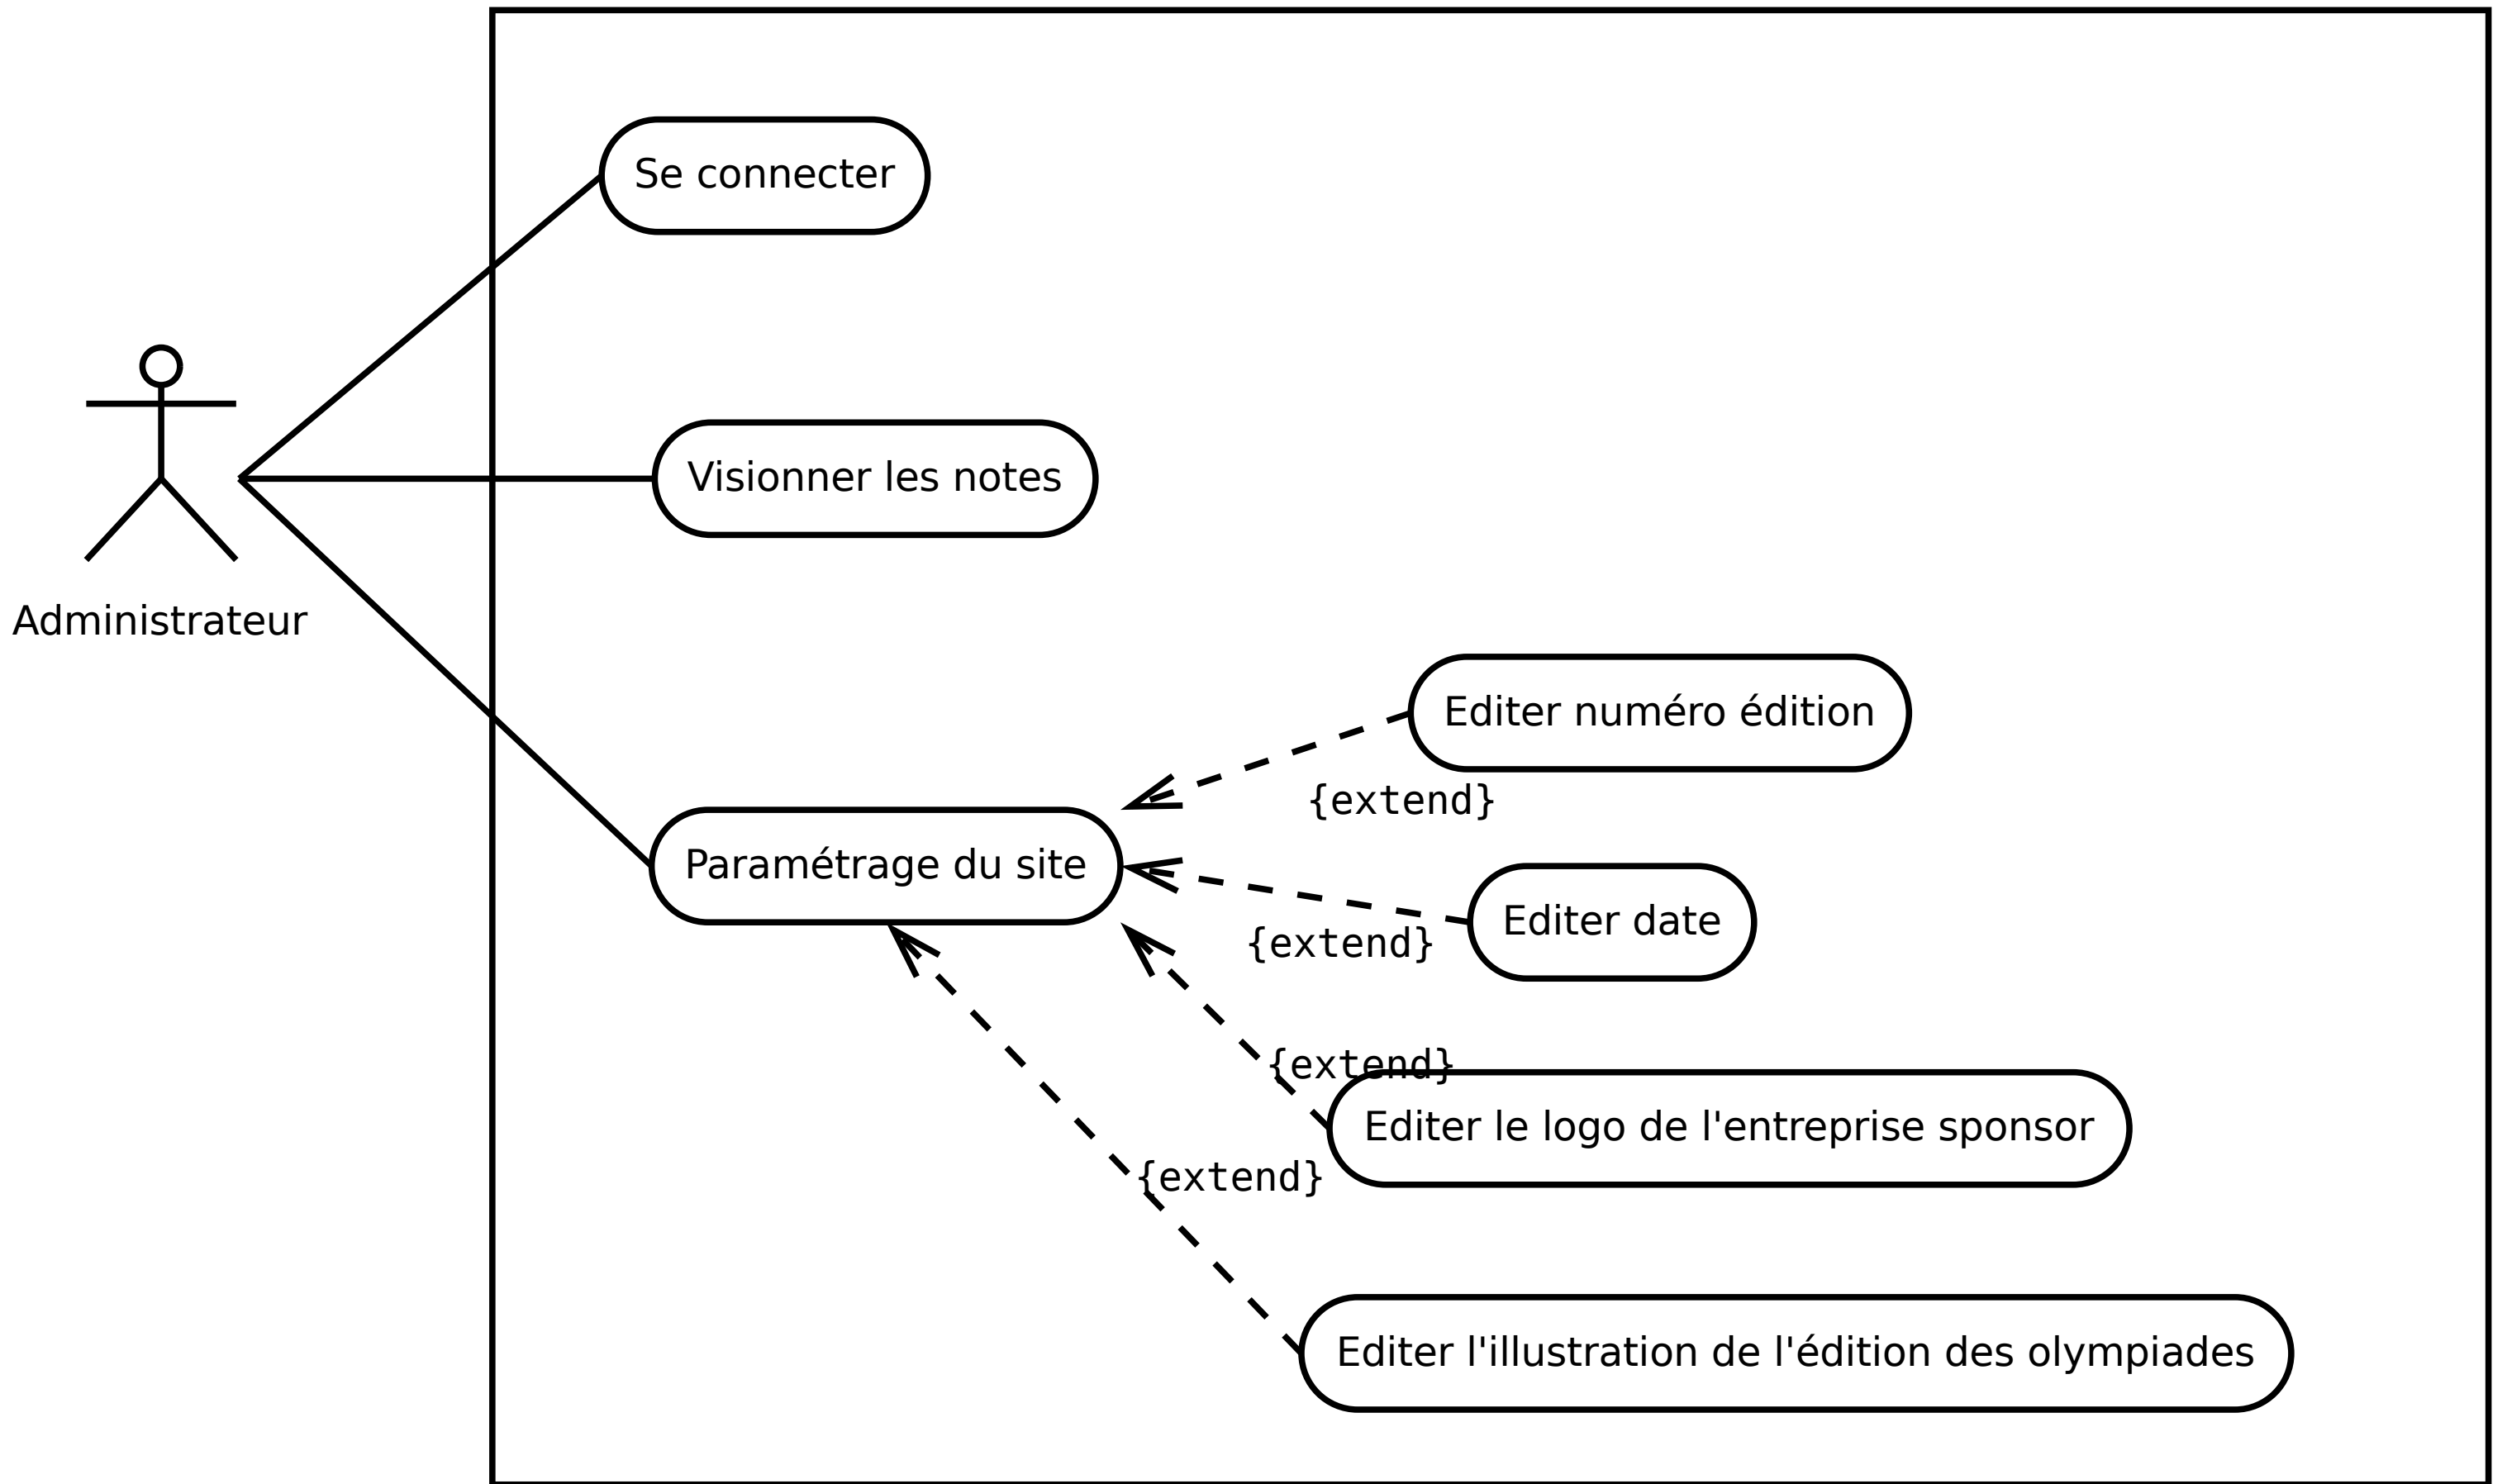 Se connecter
Visionner les notes
Administrateur
Editer numéro édition
{extend}
Paramétrage du site
Editer date
{extend}
{extend}
Editer le logo de l'entreprise sponsor
{extend}
Editer l'illustration de l'édition des olympiades